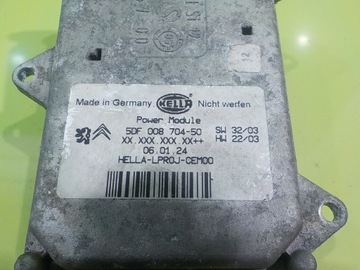 Made in Germany HELLA Nicht werfen
Power Module
5DF 008 704-50 SW 32/03
XX.XXX.XXX.XX++ HW 22/03
06.01.24
HELLA-LPROJ-CEM00